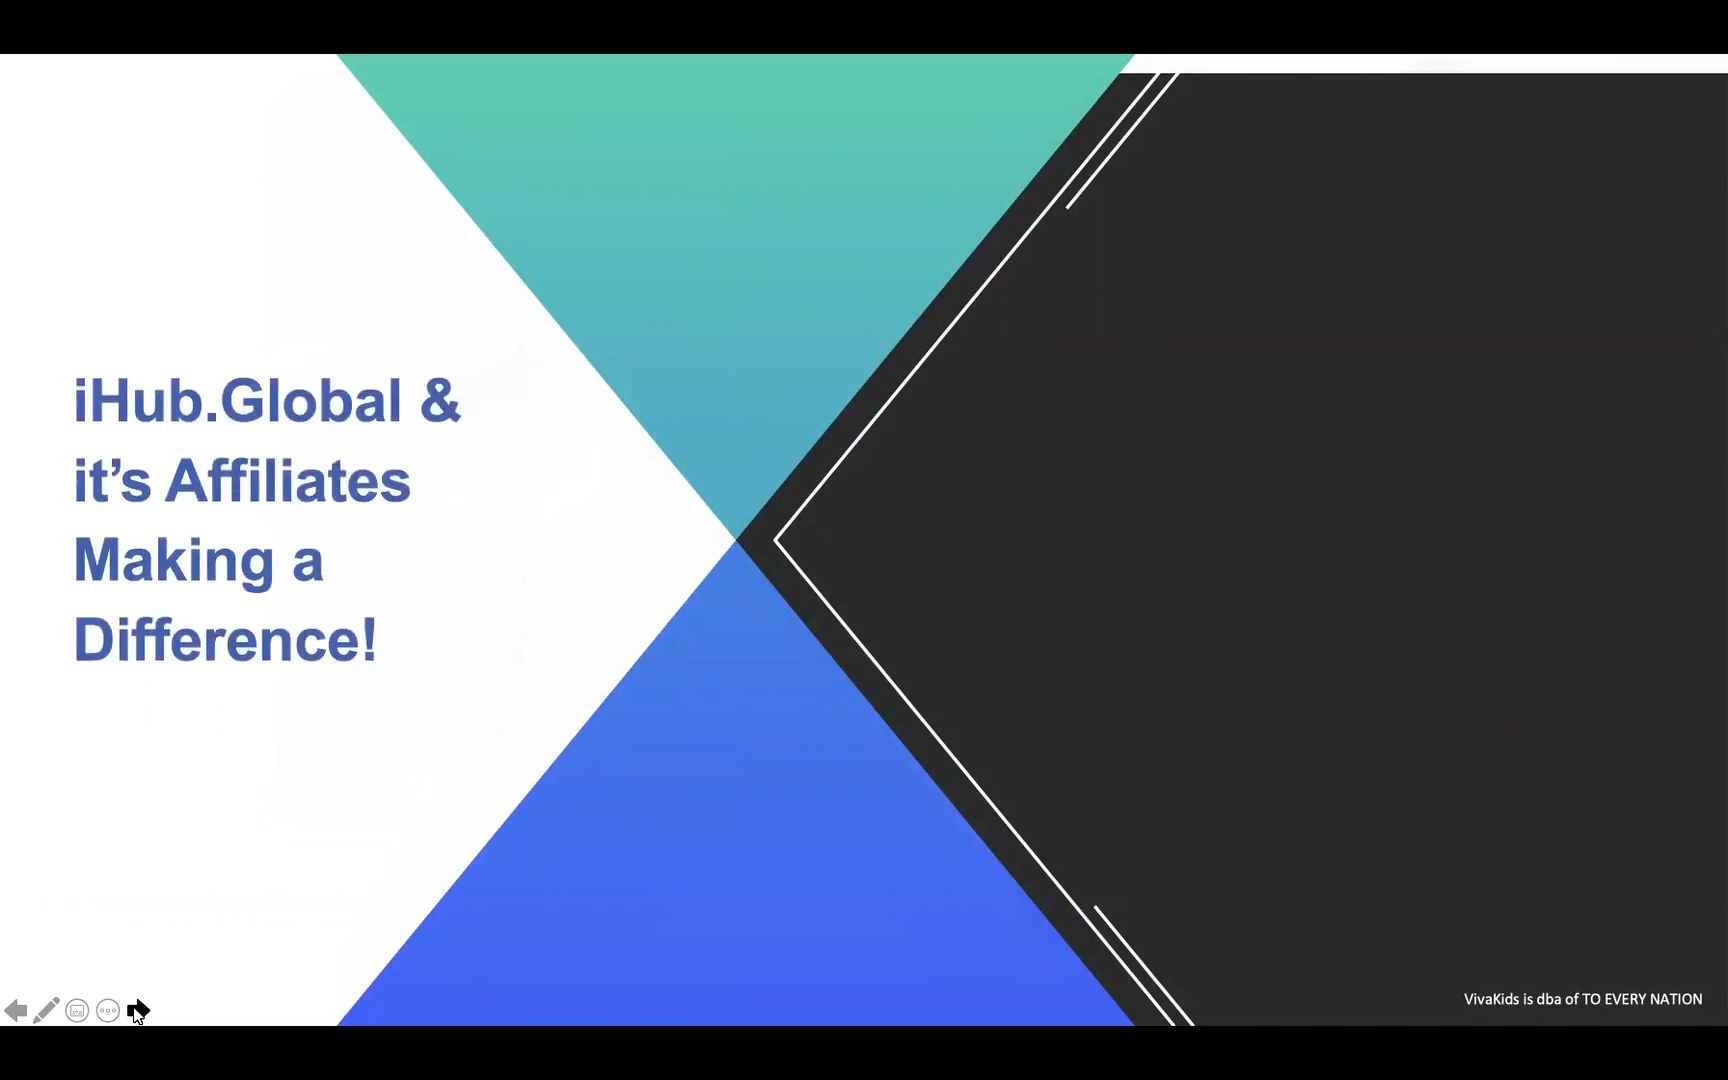 iHub.Global &
it’s Affiliates
Making a
Difference!
VivaKids is dba of TO EVERY NATION